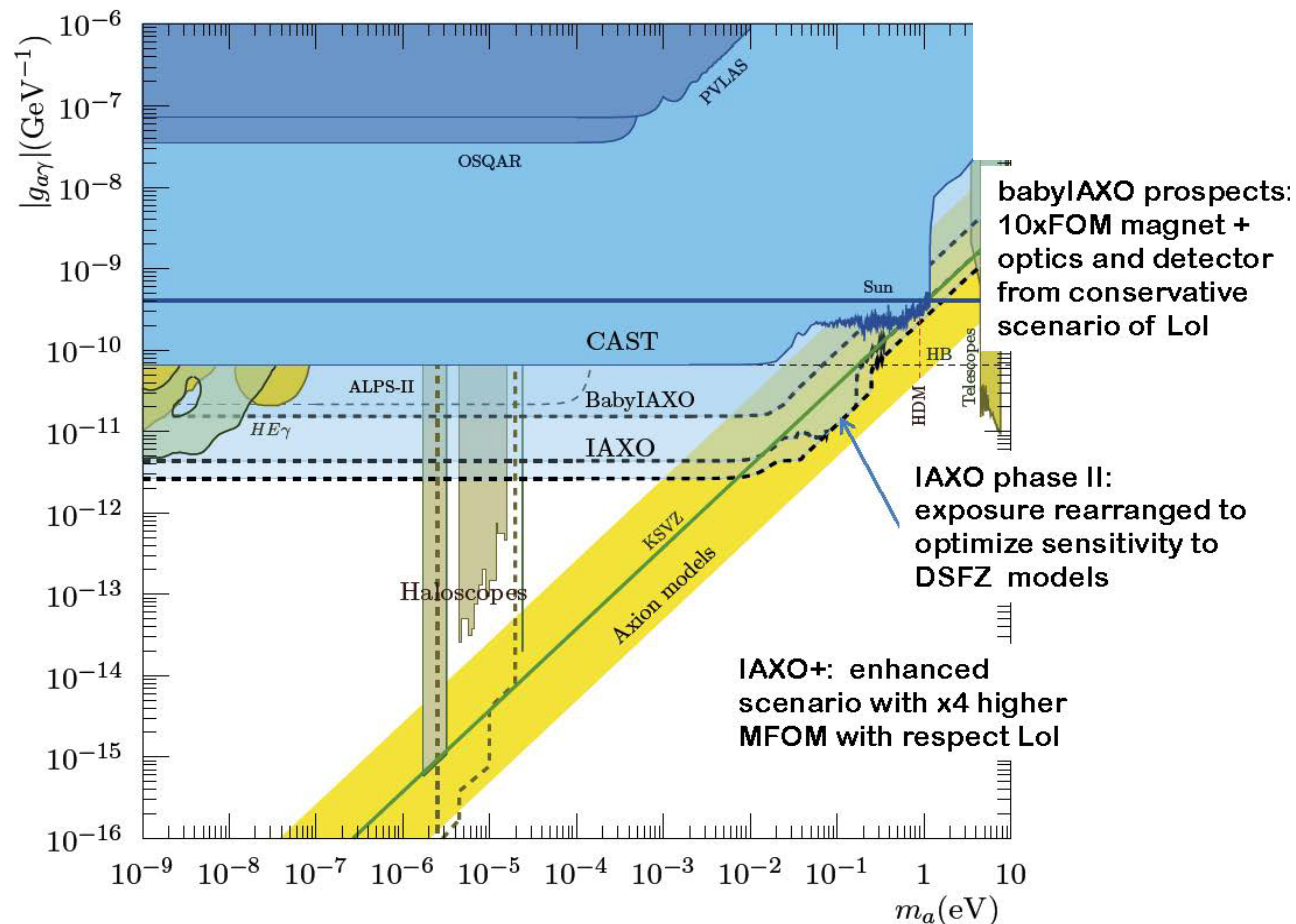 10⁻⁶
10⁻⁷
10⁻⁸
10⁻⁹
10⁻¹⁰
10⁻¹¹
10⁻¹²
10⁻¹³
10⁻¹⁴
10⁻¹⁵
10⁻¹⁶
|g_{aγ}|(GeV⁻¹)
PVLAS
OSQAR
babyIAXO prospects:
10xFOM magnet +
optics and detector
from conservative
scenario of LoI
Sun
CAST
HB
Telescopes
ALPS-II
BabyIAXO
HDM
HEγ
IAXO
IAXO phase II:
exposure rearranged to
optimize sensitivity to
DSFZ models
KSVZ
Haloscopes
Axion models
IAXO+: enhanced
scenario with x4 higher
MFOM with respect LoI
10⁻⁹ 10⁻⁸ 10⁻⁷ 10⁻⁶ 10⁻⁵ 10⁻⁴ 10⁻³ 10⁻² 10⁻¹ 1 10
m_a(eV)